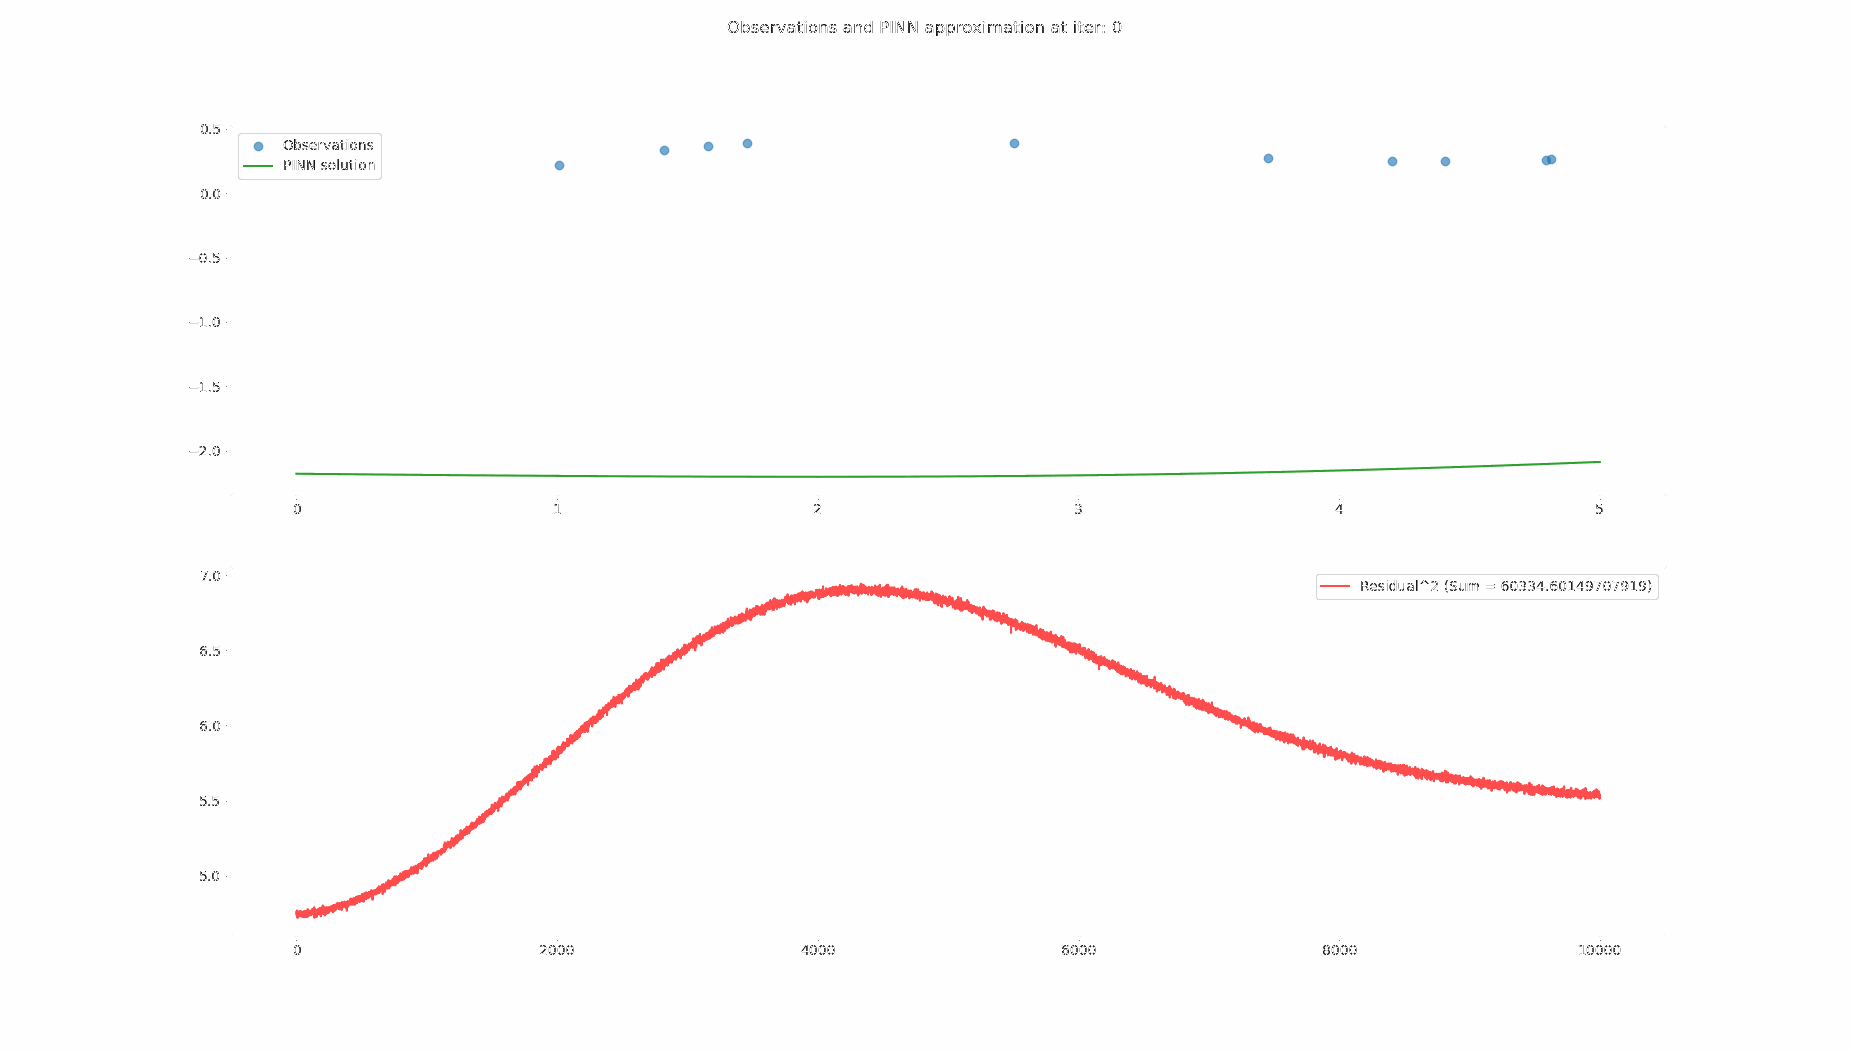 Observations and PINN approximation at iter: 0
0.5
Observations
PINN solution
0.0
−0.5
−1.0
−1.5
−2.0
0 1 2 3 4 5
7.0
Residual^2 (Sum = 60334.60149707919)
6.5
6.0
5.5
5.0
0 2000 4000 6000 8000 10000